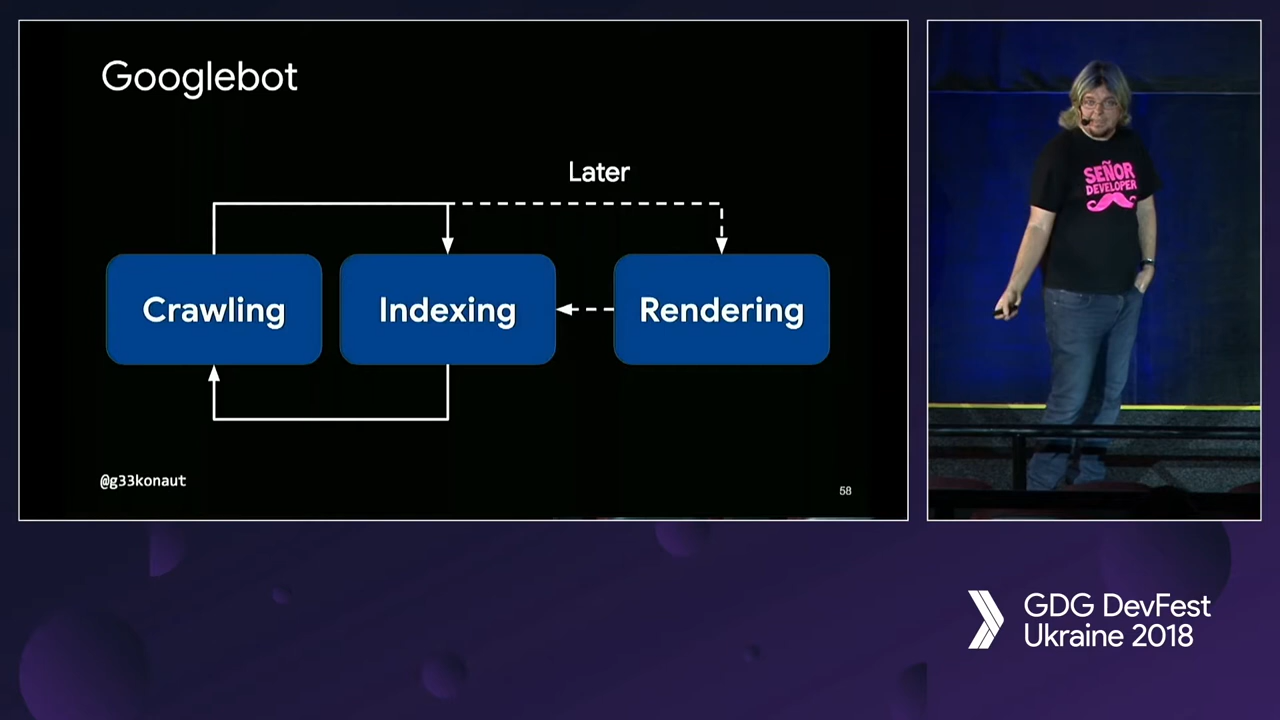 Googlebot
Later
Crawling
Indexing
Rendering
@g33konaut
58
SEÑOR
DEVELOPER
GDG DevFest
Ukraine 2018